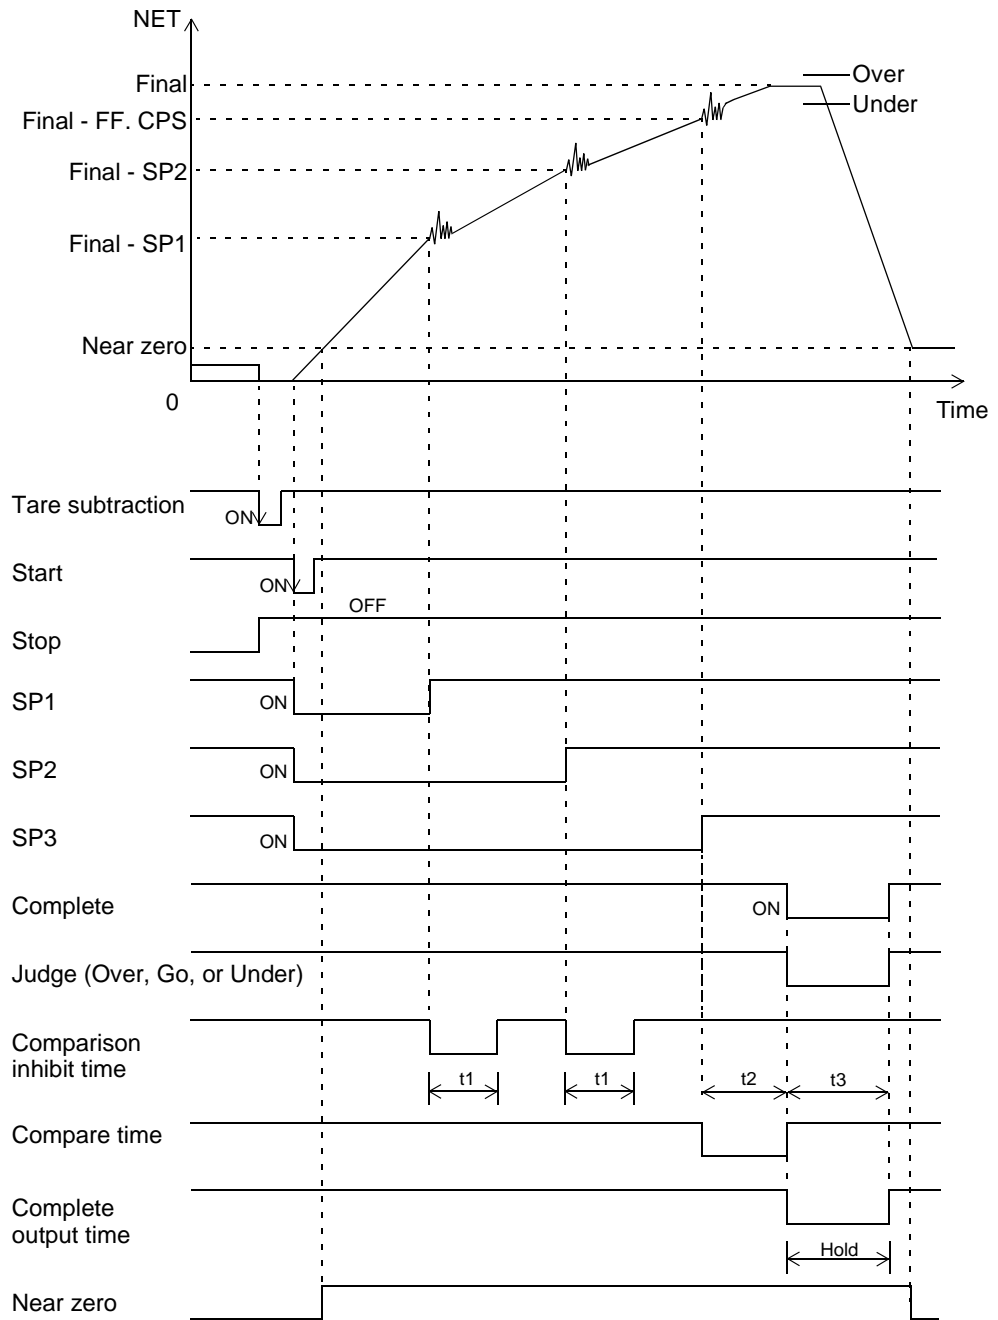 NET
Final
Over
Under
Final - FF. CPS
Final - SP2
Final - SP1
Near zero
0
Time
Tare subtraction
ON
Start
ON
OFF
Stop
SP1
ON
SP2
ON
SP3
ON
Complete
ON
Judge (Over, Go, or Under)
Comparison
inhibit time
t1
t1
t2
t3
Compare time
Complete
output time
Hold
Near zero